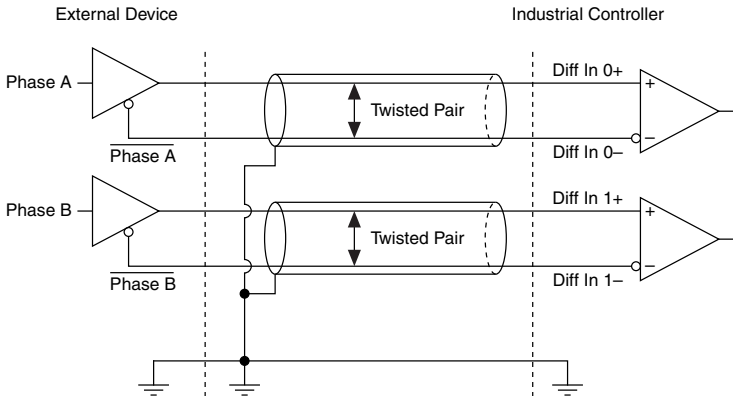 External Device
Industrial Controller
Phase A
Phase A
Twisted Pair
Diff In 0+
Diff In 0–
+
–
Phase B
Phase B
Twisted Pair
Diff In 1+
Diff In 1–
+
–